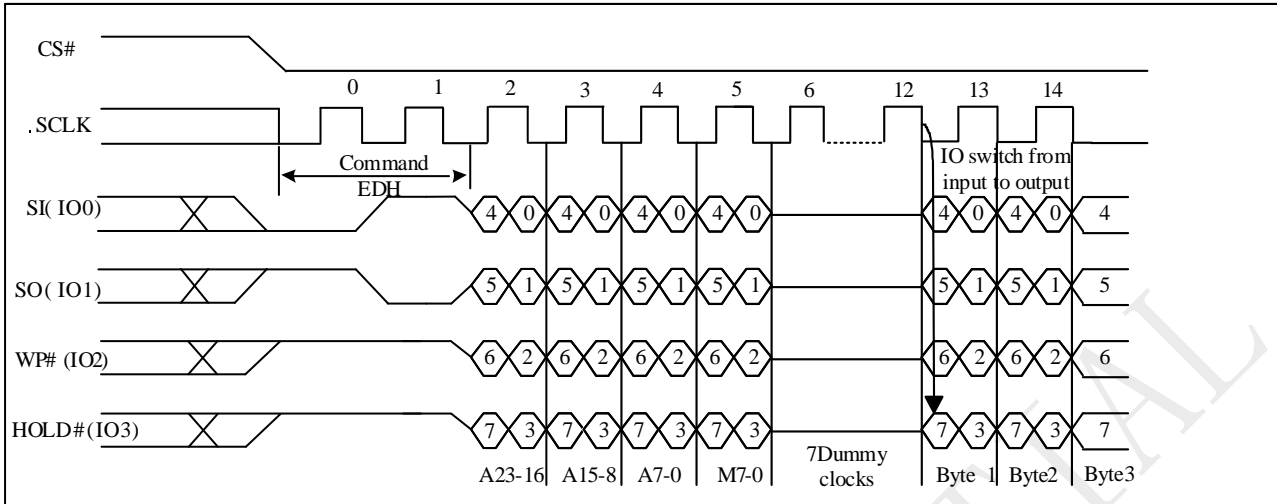 CS#
0 1 2 3 4 5 6 12 13 14
.SCLK
Command
EDH
IO switch from
input to output
SI( IO0)
4 0 4 0 4 0 4 0 4 0 4 0 4
SO( IO1)
5 1 5 1 5 1 5 1 5 1 5 1 5
WP# (IO2)
6 2 6 2 6 2 6 2 6 2 6 2 6
HOLD#(IO3)
7 3 7 3 7 3 7 3 7 3 7 3 7
A23-16 A15-8 A7-0 M7-0 7Dummy
clocks
Byte 1 Byte2 Byte3
TIAL